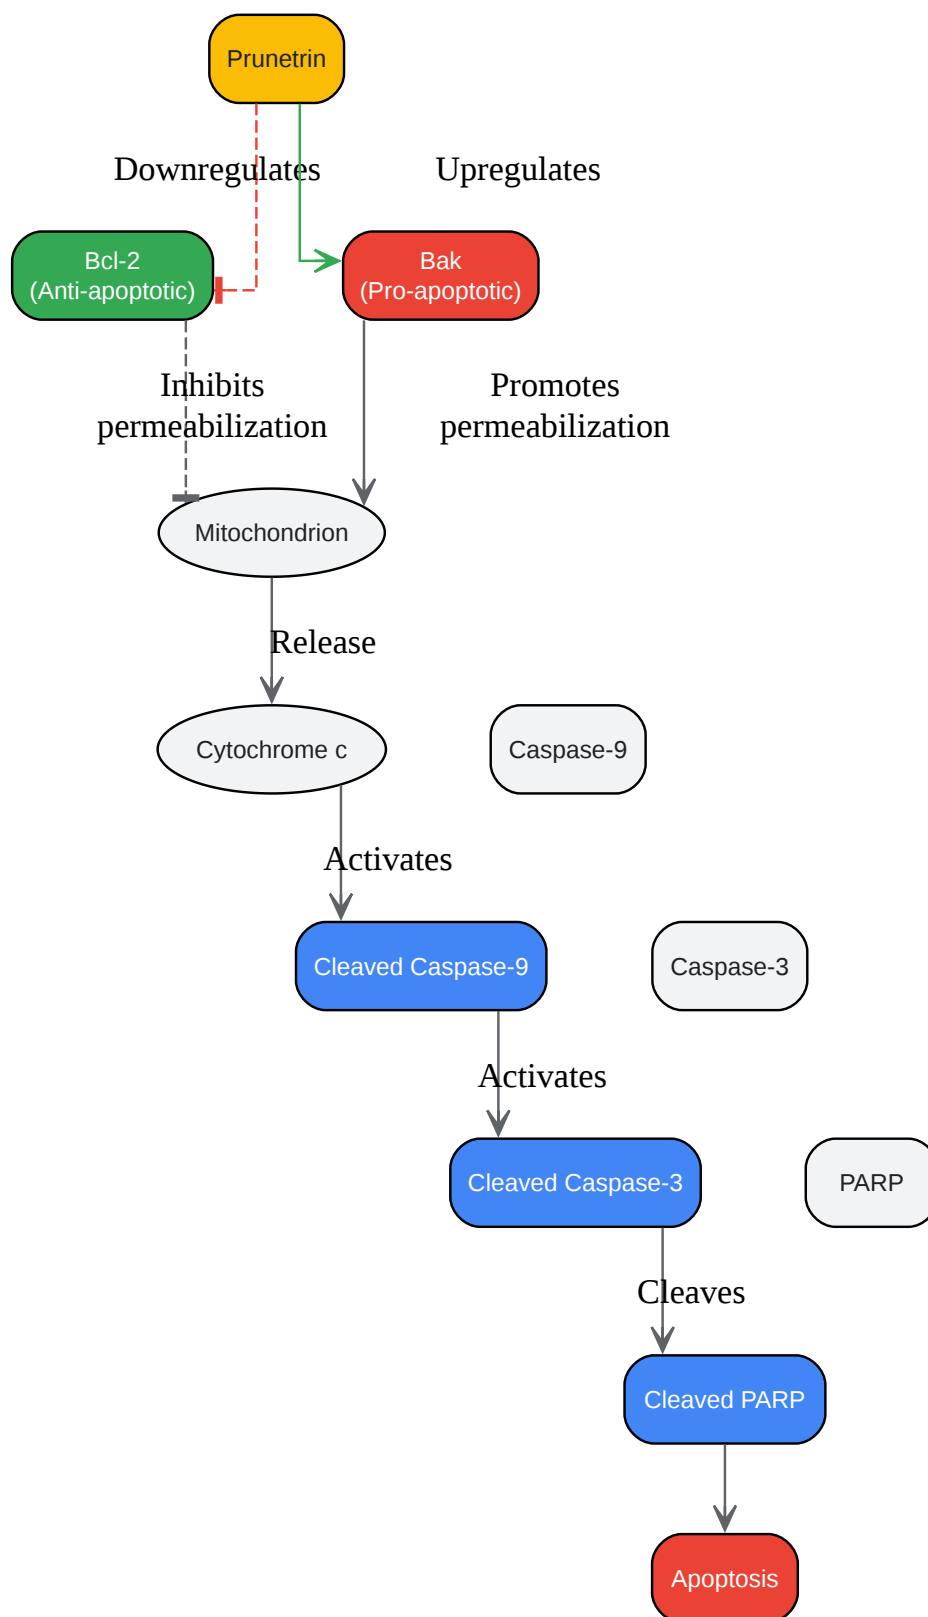 Prunetrin
Downregulates
Upregulates
Bcl-2
(Anti-apoptotic)
Bak
(Pro-apoptotic)
Inhibits
permeabilization
Promotes
permeabilization
Mitochondrion
Release
Cytochrome c
Caspase-9
Activates
Cleaved Caspase-9
Caspase-3
Activates
Cleaved Caspase-3
PARP
Cleaves
Cleaved PARP
Apoptosis